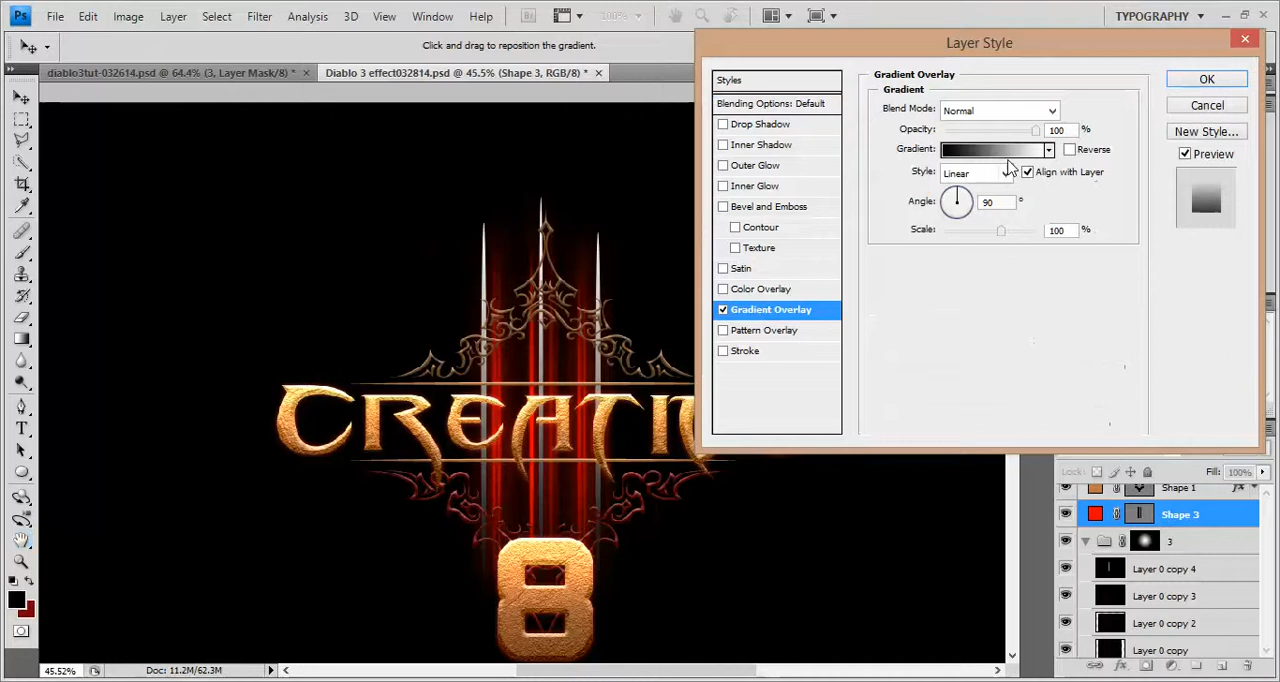 Ps File Edit Image Layer Select Filter Analysis 3D View Window Help Br 100% TYPOGRAPHY
Click and drag to reposition the gradient.
diablo3tut-032614.psd @ 64.4% (3, Layer Mask/8) *
Diablo 3 effect032814.psd @ 45.5% (Shape 3, RGB/8) *
Layer Style
Styles
Blending Options: Default
Drop Shadow
Inner Shadow
Outer Glow
Inner Glow
Bevel and Emboss
Contour
Texture
Satin
Color Overlay
Gradient Overlay
Pattern Overlay
Stroke
Gradient Overlay
Gradient
Blend Mode: Normal
Opacity: 100 %
Gradient: Reverse
Style: Linear Align with Layer
Angle: 90 °
Scale: 100 %
OK
Cancel
New Style...
Preview
CREATI
8
Lock: Fill: 100%
Shape 1 fx
Shape 3
3
Layer 0 copy 4
Layer 0 copy 3
Layer 0 copy 2
Layer 0 copy
45.52% Doc: 11.2M/62.3M